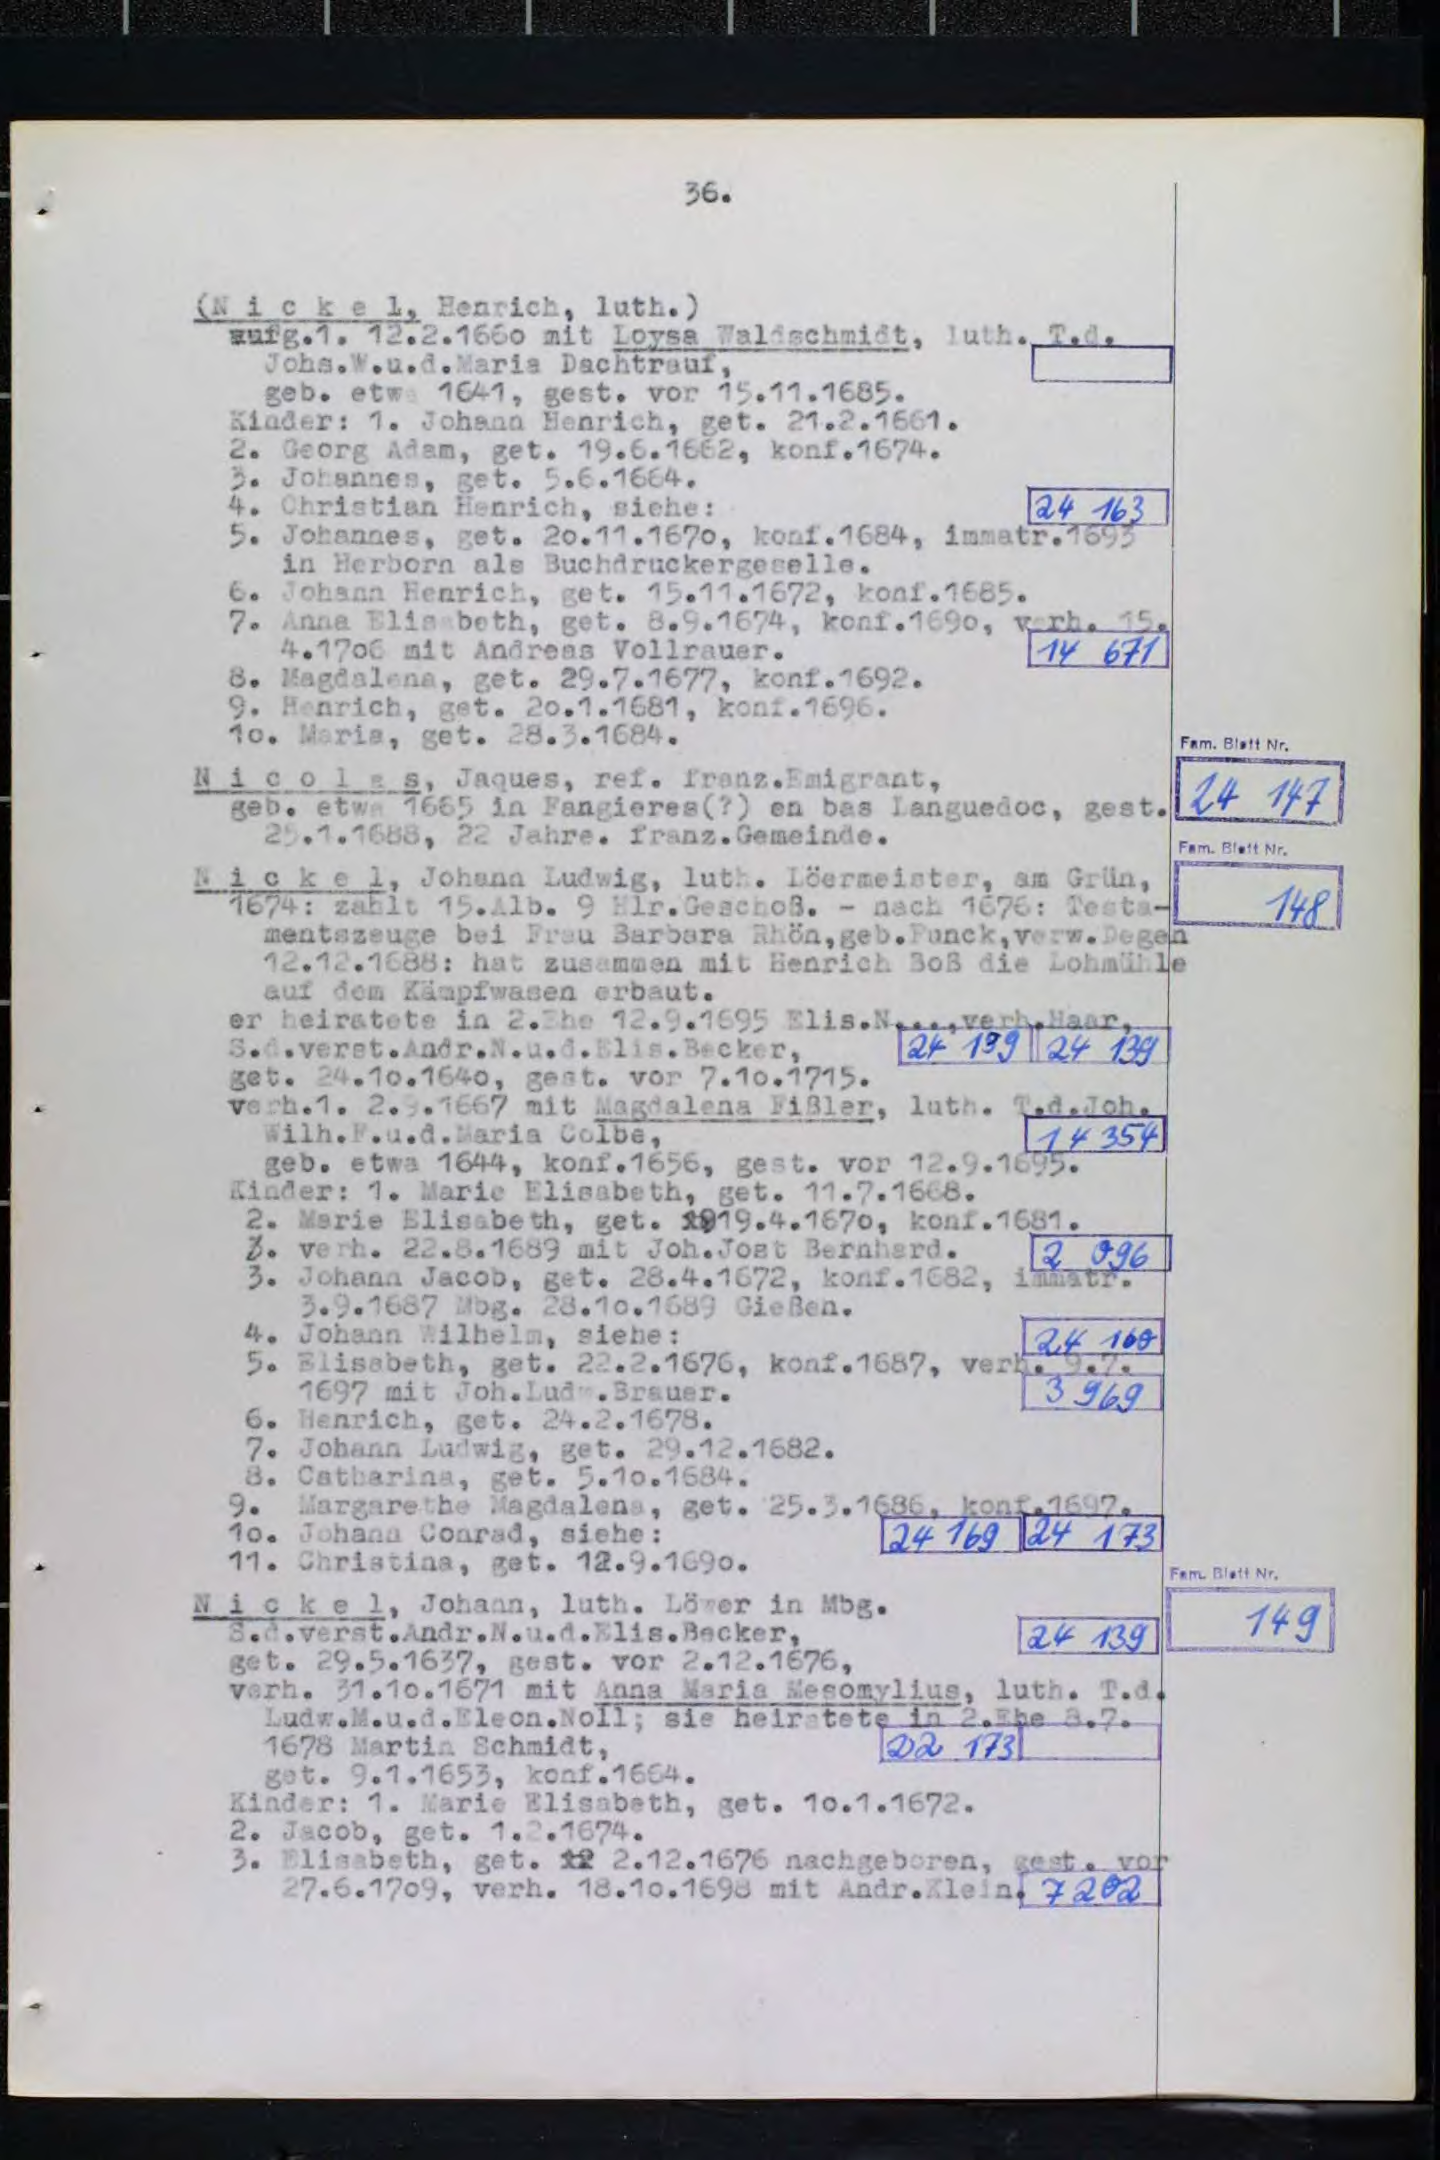 36.
(N i c k e l, Henrich, luth.)
aufg.1. 12.2.166o mit Loysa Waldschmidt, luth. T.d.
Johs.W.u.d.Maria Dachtrauf,
geb. etwa 1641, gest. vor 15.11.1685.
Kinder: 1. Johann Henrich, get. 21.2.1661.
2. Georg Adam, get. 19.6.1662, konf.1674.
3. Johannes, get. 5.6.1664.
4. Christian Henrich, siehe: 24 163
5. Johannes, get. 2o.11.167o, konf.1684, immatr.1693
in Herborn als Buchdruckergeselle.
6. Johann Henrich, get. 15.11.1672, konf.1685.
7. Anna Elisabeth, get. 8.9.1674, konf.169o, verh. 15.
4.17o6 mit Andreas Vollrauer. 14 671
8. Magdalena, get. 29.7.1677, konf.1692.
9. Henrich, get. 2o.1.1681, konf.1696.
1o. Maria, get. 28.3.1684.
Fam. Blatt Nr.
N i c o l a s, Jaques, ref. franz.Emigrant,
geb. etwa 1665 in Fangieres(?) en bas Languedoc, gest. 24 147
25.1.1688, 22 Jahre. franz.Gemeinde.
Fam. Blatt Nr.
N i c k e l, Johann Ludwig, luth. Löermeister, am Grün,
1674: zahlt 15.Alb. 9 Hlr.Geschoß. - nach 1676: Testa- 148
mentszeuge bei Frau Barbara Rhön,geb.Funck,verw.Degen
12.12.1688: hat zusammen mit Henrich Boß die Lohmühle
auf dem Kämpfwasen erbaut.
er heiratete in 2.Ehe 12.9.1695 Elis.N....,verh.Haar,
S.d.verst.Andr.N.u.d.Elis.Becker, 24 139 24 139
get. 24.1o.164o, gest. vor 7.1o.1715.
verh.1. 2.9.1667 mit Magdalena Fißler, luth. T.d.Joh.
Wilh.F.u.d.Maria Colbe, 14 354
geb. etwa 1644, konf.1656, gest. vor 12.9.1695.
Kinder: 1. Marie Elisabeth, get. 11.7.1668.
2. Marie Elisabeth, get. 19.4.167o, konf.1681.
3. verh. 22.8.1689 mit Joh.Jost Bernhard. 2 096
3. Johann Jacob, get. 28.4.1672, konf.1682, immatr.
3.9.1687 Mbg. 28.1o.1689 Gießen.
4. Johann Wilhelm, siehe: 24 160
5. Elisabeth, get. 22.2.1676, konf.1687, verh. 9.7.
1697 mit Joh.Ludw.Brauer. 3 969
6. Henrich, get. 24.2.1678.
7. Johann Ludwig, get. 29.12.1682.
8. Catharina, get. 5.1o.1684.
9. Margarethe Magdalena, get. 25.3.1686, konf.1697.
1o. Johann Conrad, siehe: 24 169 24 173
11. Christina, get. 12.9.169o.
Fam. Blatt Nr.
N i c k e l, Johann, luth. Löwer in Mbg. 149
S.d.verst.Andr.N.u.d.Elis.Becker, 24 139
get. 29.5.1637, gest. vor 2.12.1676,
verh. 31.1o.1671 mit Anna Maria Mesomylius, luth. T.d.
Ludw.M.u.d.Eleon.Noll; sie heiratete in 2.Ehe 8.7.
1678 Martin Schmidt, 22 173
get. 9.1.1653, konf.1664.
Kinder: 1. Marie Elisabeth, get. 1o.1.1672.
2. Jacob, get. 1.2.1674.
3. Elisabeth, get. 2.12.1676 nachgeboren, gest. vor
27.6.17o9, verh. 18.1o.1698 mit Andr.Klein. 7 202